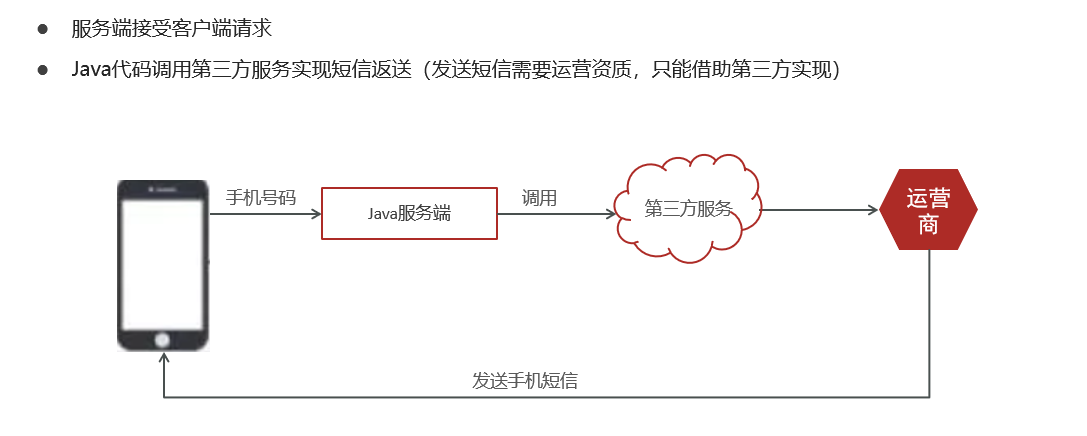 服务端接受客户端请求
Java代码调用第三方服务实现短信返送（发送短信需要运营资质，只能借助第三方实现）
手机号码
Java服务端
调用
第三方服务
运营
商
发送手机短信